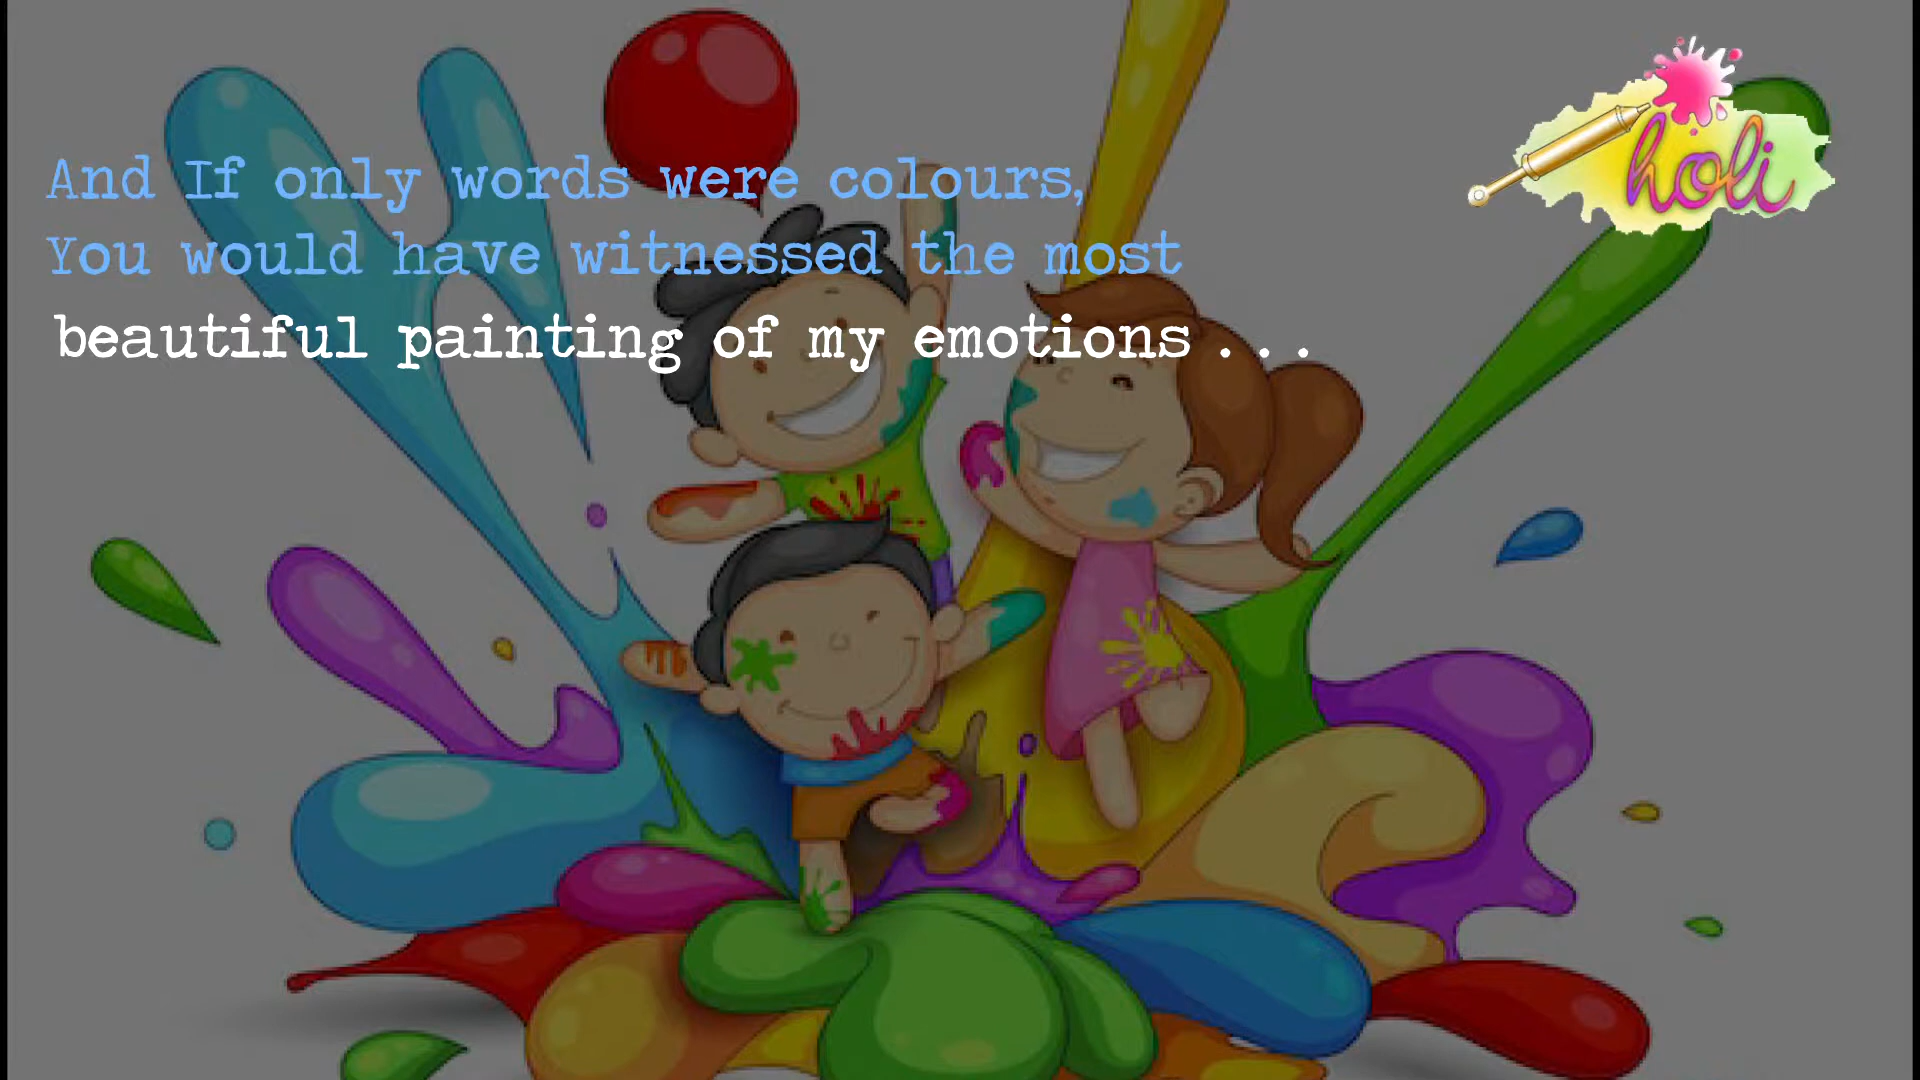 And If only words were colours,
You would have witnessed the most
beautiful painting of my emotions . . .
holi